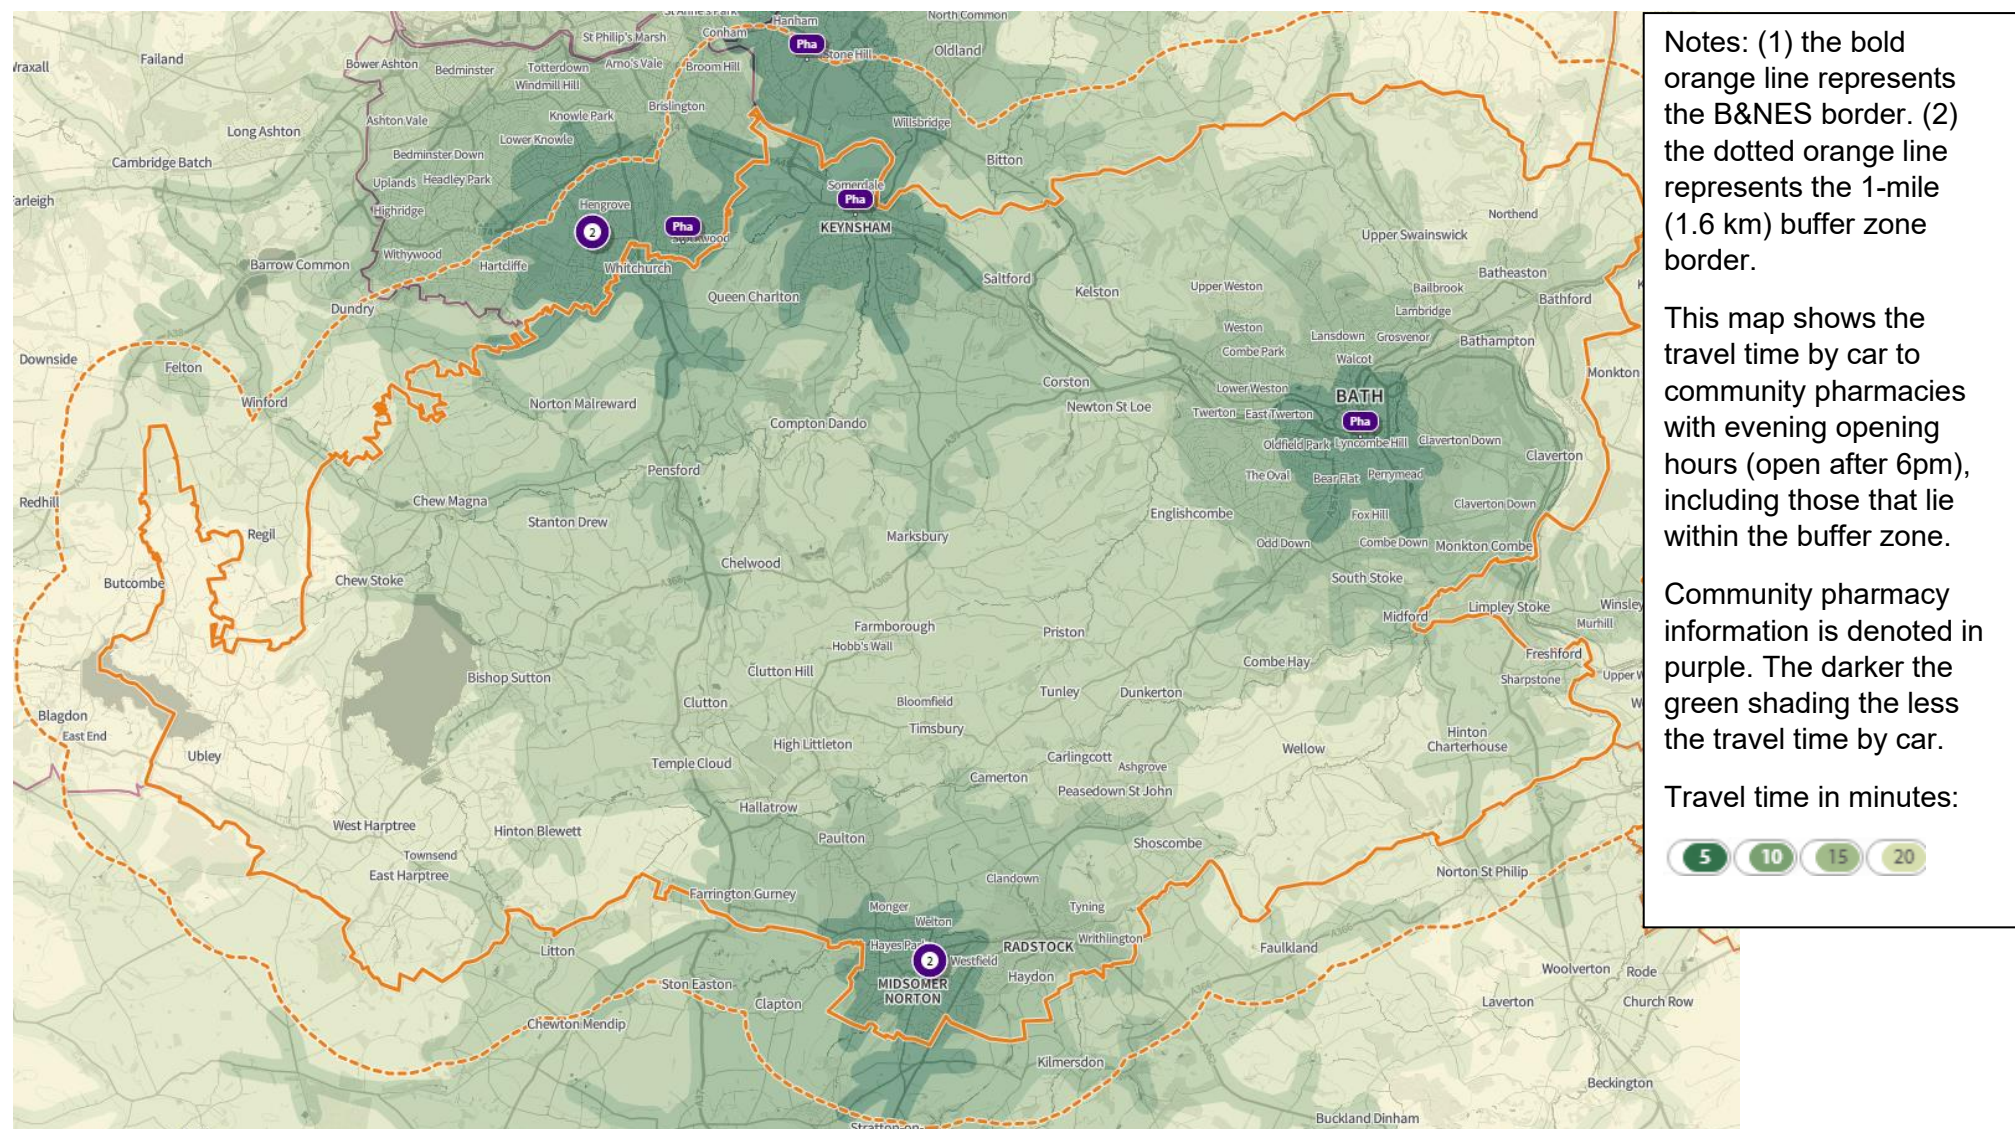 St Anne's Park
Hanham
North Common
St Philip's Marsh
Conham
Pha
Stone Hill
Oldland
Failand
Bower Ashton
Bedminster
Totterdown
Arno's Vale
Broom Hill
Wraxall
Windmill Hill
Brislington
Knowle Park
Ashton Vale
Willsbridge
Long Ashton
Lower Knowle
Bedminster Down
Bitton
Cambridge Batch
Uplands
Headley Park
Somerdale
Pha
Highridge
Hengrove
Northend
2
Pha
Stockwood
KEYNSHAM
Upper Swainswick
Withywood
Hartcliffe
Whitchurch
Barrow Common
Saltford
Batheaston
Queen Charlton
Kelston
Upper Weston
Bailbrook
Bathford
Dundry
Lambridge
Weston
Lansdown
Grosvenor
Bathampton
Downside
Felton
Combe Park
Walcot
Monkton
Corston
Lower Weston
BATH
Winford
Norton Malreward
Newton St Loe
Twerton
East Twerton
Pha
Compton Dando
Oldfield Park
Lyncombe Hill
Claverton Down
Claverton
Pensford
The Oval
Bear Flat
Perrymead
Redhill
Chew Magna
Claverton Down
Stanton Drew
Englishcombe
Fox Hill
Regil
Marksbury
Odd Down
Combe Down
Monkton Combe
Chelwood
Butcombe
Chew Stoke
South Stoke
Limpley Stoke
Winsley
Midford
Murhill
Farmborough
Priston
Hobb's Wall
Freshford
Combe Hay
Clutton Hill
Bishop Sutton
Sharpstone
Tunley
Dunkerton
Clutton
Bloomfield
Blagdon
East End
Timsbury
Hinton
Charterhouse
High Littleton
Wellow
Ubley
Temple Cloud
Carlingcott
Ashgrove
Camerton
Peasedown St John
Hallatrow
West Harptree
Hinton Blewett
Paulton
Shoscombe
Townsend
East Harptree
Norton St Philip
Clandown
Farrington Gurney
Monger
Tyning
Welton
Hayes Park
RADSTOCK
Writhlington
Litton
2
Westfield
Faulkland
Ston Easton
MIDSOMER
NORTON
Haydon
Woolverton
Rode
Clapton
Laverton
Church Row
Chewton Mendip
Kilmersdon
Beckington
Buckland Dinham
Stratton-on-
Notes: (1) the bold
orange line represents
the B&NES border. (2)
the dotted orange line
represents the 1-mile
(1.6 km) buffer zone
border.
This map shows the
travel time by car to
community pharmacies
with evening opening
hours (open after 6pm),
including those that lie
within the buffer zone.
Community pharmacy
information is denoted in
purple. The darker the
green shading the less
the travel time by car.
Travel time in minutes:
5 10 15 20